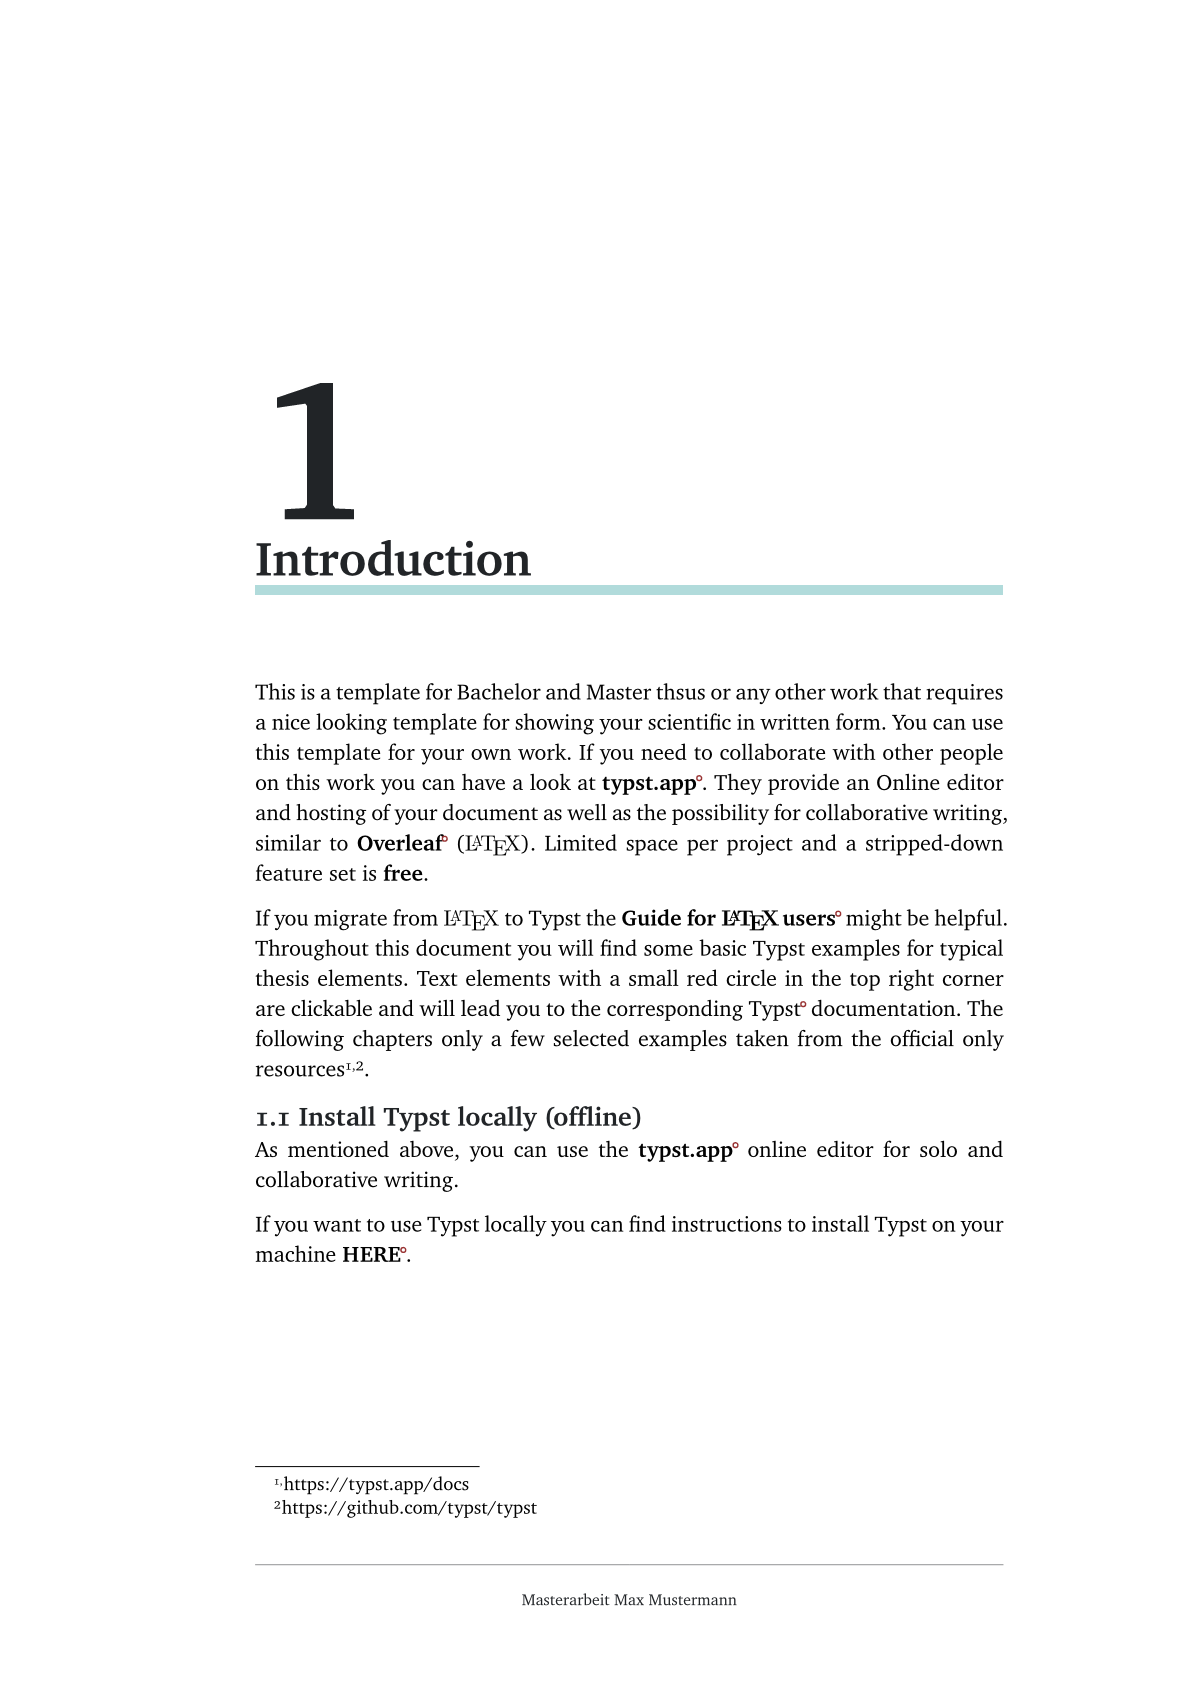 1
Introduction
This is a template for Bachelor and Master thsus or any other work that requires
a nice looking template for showing your scientific in written form. You can use
this template for your own work. If you need to collaborate with other people
on this work you can have a look at typst.app°. They provide an Online editor
and hosting of your document as well as the possibility for collaborative writing,
similar to Overleaf° (LATEX). Limited space per project and a stripped-down
feature set is free.
If you migrate from LATEX to Typst the Guide for LATEX users° might be helpful.
Throughout this document you will find some basic Typst examples for typical
thesis elements. Text elements with a small red circle in the top right corner
are clickable and will lead you to the corresponding Typst° documentation. The
following chapters only a few selected examples taken from the official only
resources¹,².
1.1 Install Typst locally (offline)
As mentioned above, you can use the typst.app° online editor for solo and
collaborative writing.
If you want to use Typst locally you can find instructions to install Typst on your
machine HERE°.
¹,https://typst.app/docs
²https://github.com/typst/typst
Masterarbeit Max Mustermann